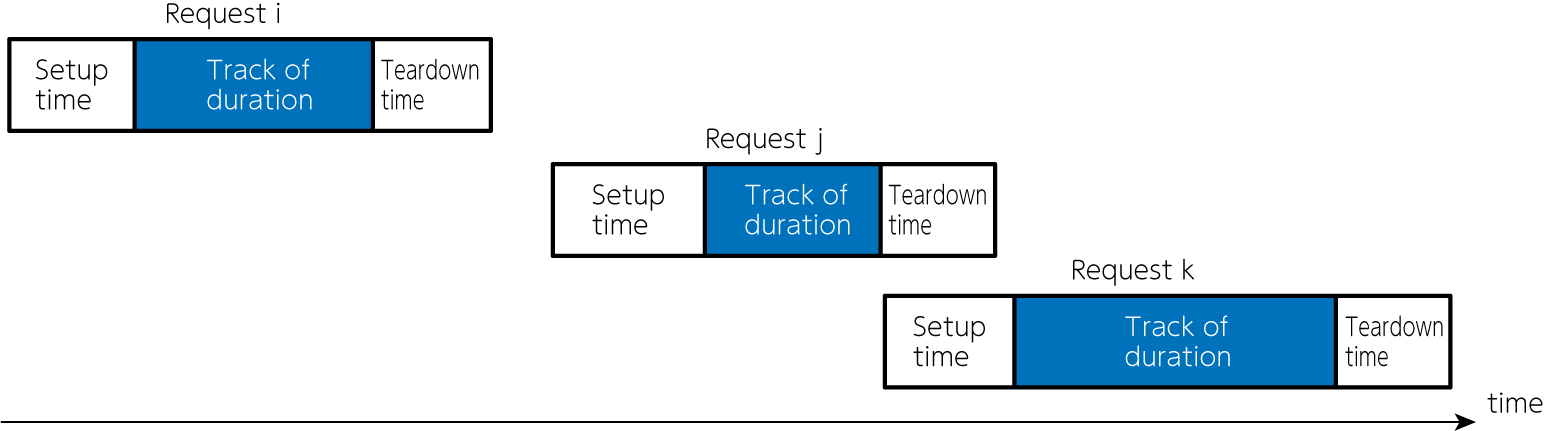 Request i
Setup
time
Track of
duration
Teardown
time
Request j
Setup
time
Track of
duration
Teardown
time
Request k
Setup
time
Track of
duration
Teardown
time
time